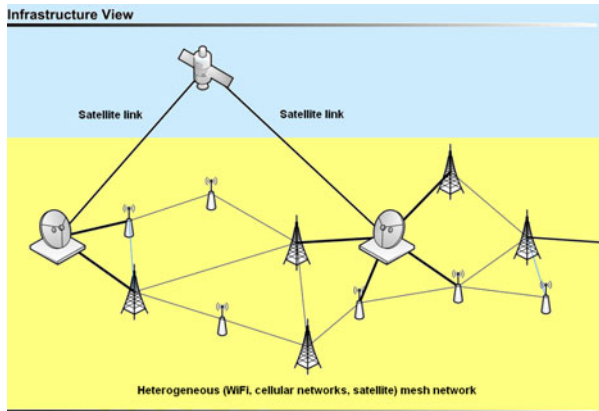 Infrastructure View
Satellite link
Satellite link
Heterogeneous (WiFi, cellular networks, satellite) mesh network